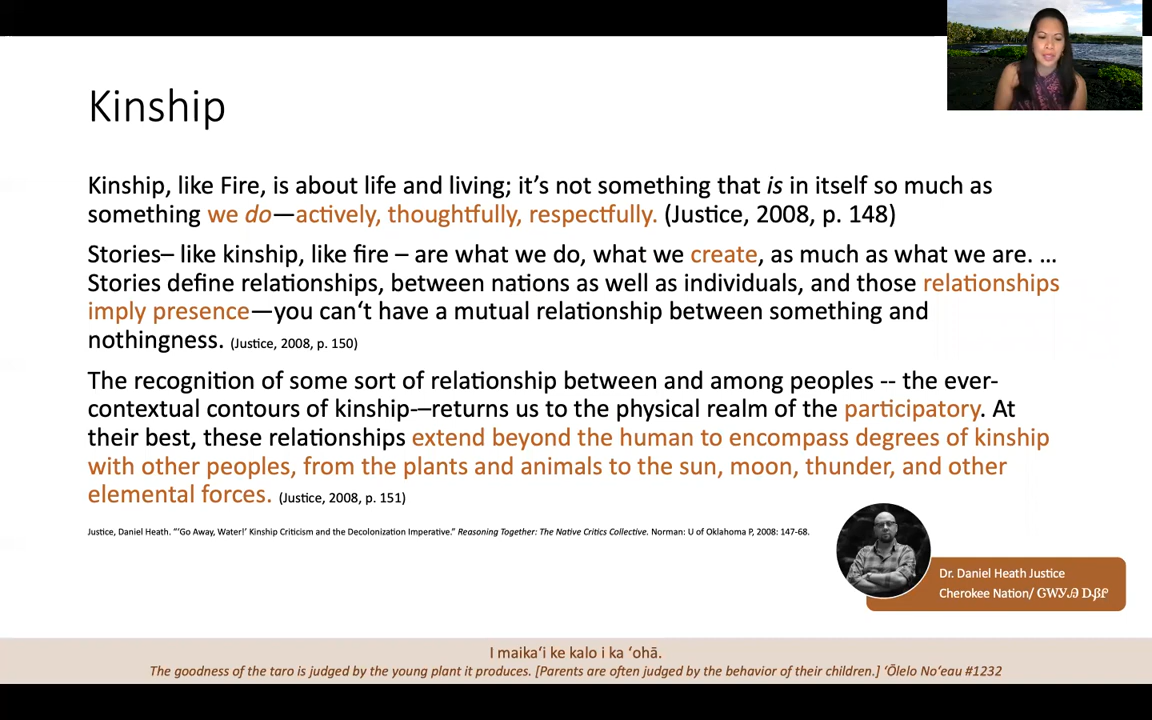 Kinship
Kinship, like Fire, is about life and living; it’s not something that is in itself so much as
something we do—actively, thoughtfully, respectfully. (Justice, 2008, p. 148)
Stories– like kinship, like fire – are what we do, what we create, as much as what we are. …
Stories define relationships, between nations as well as individuals, and those relationships
imply presence—you can‘t have a mutual relationship between something and
nothingness. (Justice, 2008, p. 150)
The recognition of some sort of relationship between and among peoples -- the ever-
contextual contours of kinship-–returns us to the physical realm of the participatory. At
their best, these relationships extend beyond the human to encompass degrees of kinship
with other peoples, from the plants and animals to the sun, moon, thunder, and other
elemental forces. (Justice, 2008, p. 151)
Justice, Daniel Heath. “‘Go Away, Water!’ Kinship Criticism and the Decolonization Imperative.” Reasoning Together: The Native Critics Collective. Norman: U of Oklahoma P, 2008: 147-68.
Dr. Daniel Heath Justice
Cherokee Nation/ ᏣᎳᎩᎯ ᎠᏰᎵ
I maika‘i ke kalo i ka ‘ohā.
The goodness of the taro is judged by the young plant it produces. [Parents are often judged by the behavior of their children.] ‘Ōlelo No‘eau #1232